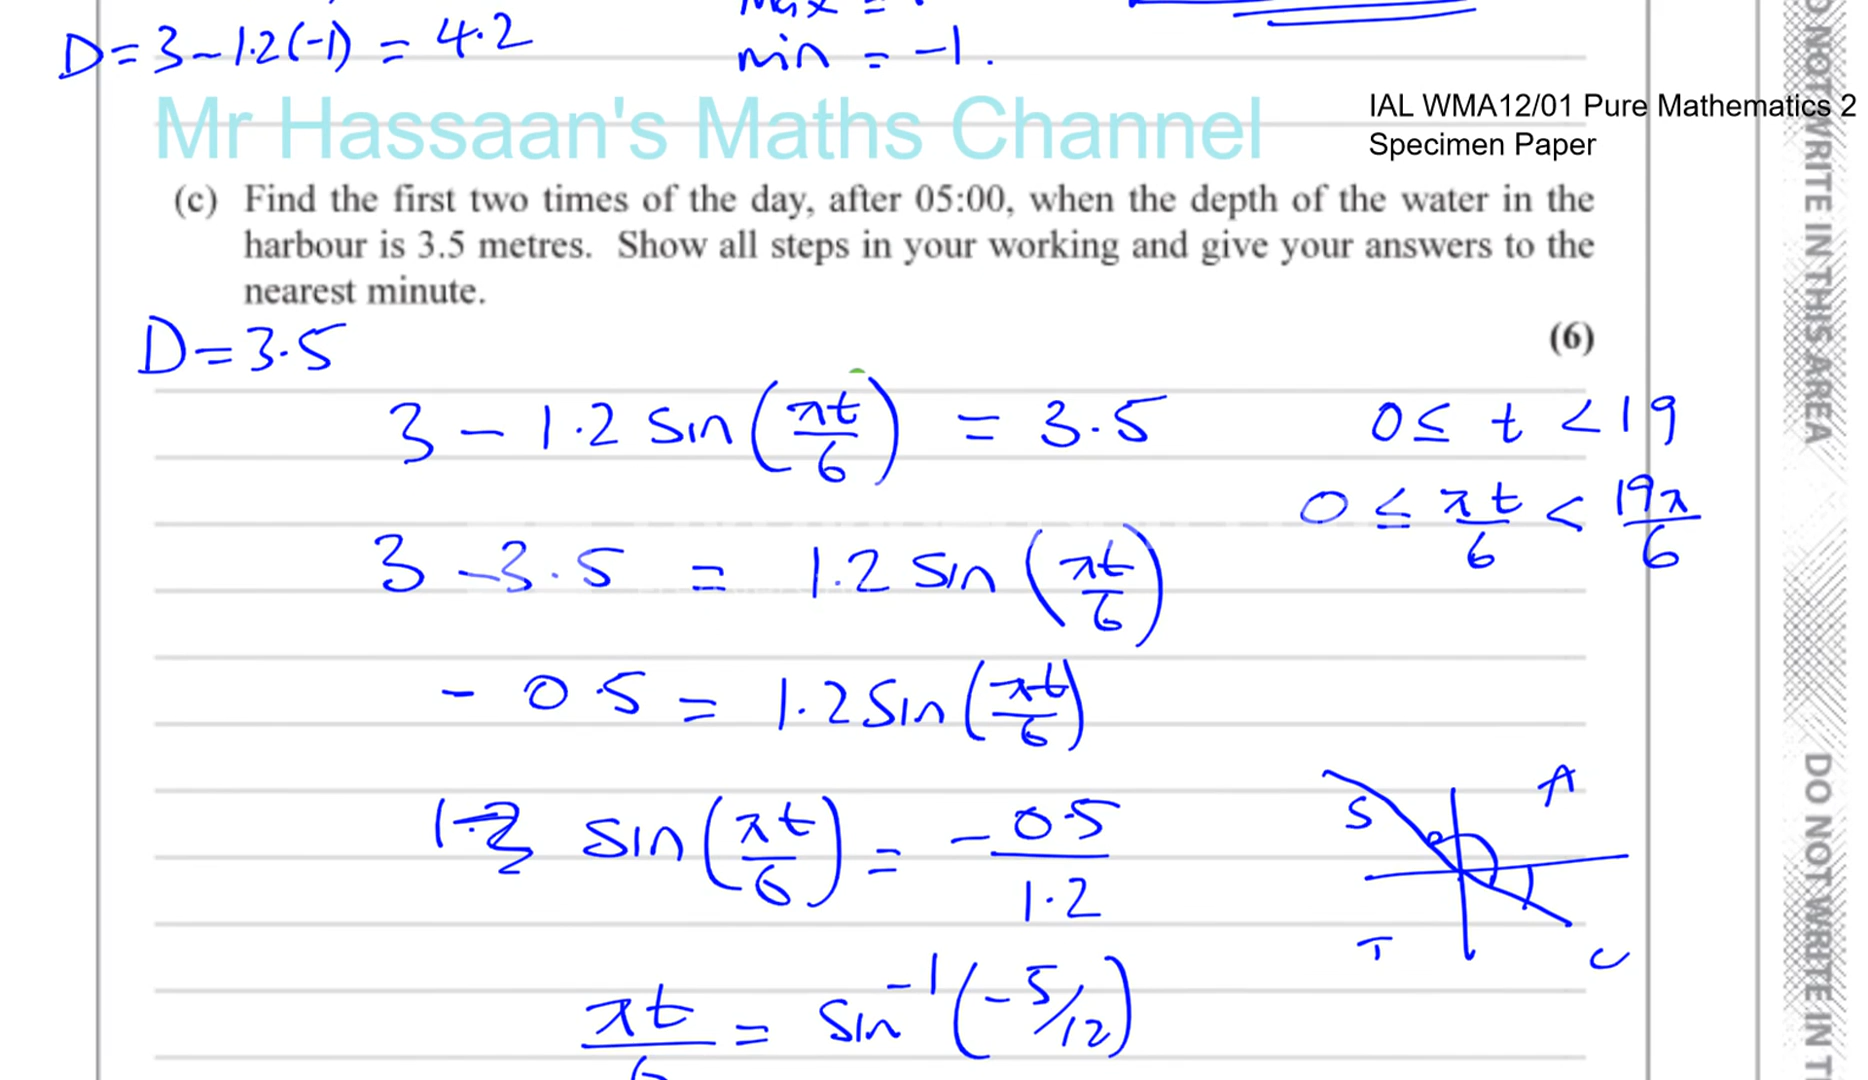 max =
D = 3 - 1.2(-1) = 4.2
min = -1.
Mr Hassaan's Maths Channel
IAL WMA12/01 Pure Mathematics 2
Specimen Paper
(c) Find the first two times of the day, after 05:00, when the depth of the water in the
harbour is 3.5 metres. Show all steps in your working and give your answers to the
nearest minute.
(6)
D = 3.5
3 - 1.2 sin(πt/6) = 3.5
0 ≤ t < 19
0 ≤ πt/6 < 19π/6
3 - 3.5 = 1.2 sin(πt/6)
- 0.5 = 1.2 sin(πt/6)
1.2 sin(πt/6) = -0.5/1.2
S A
T C
πt/6 = sin⁻¹(-5/12)
NOT WRITE IN THIS AREA
DO NOT WRITE IN T